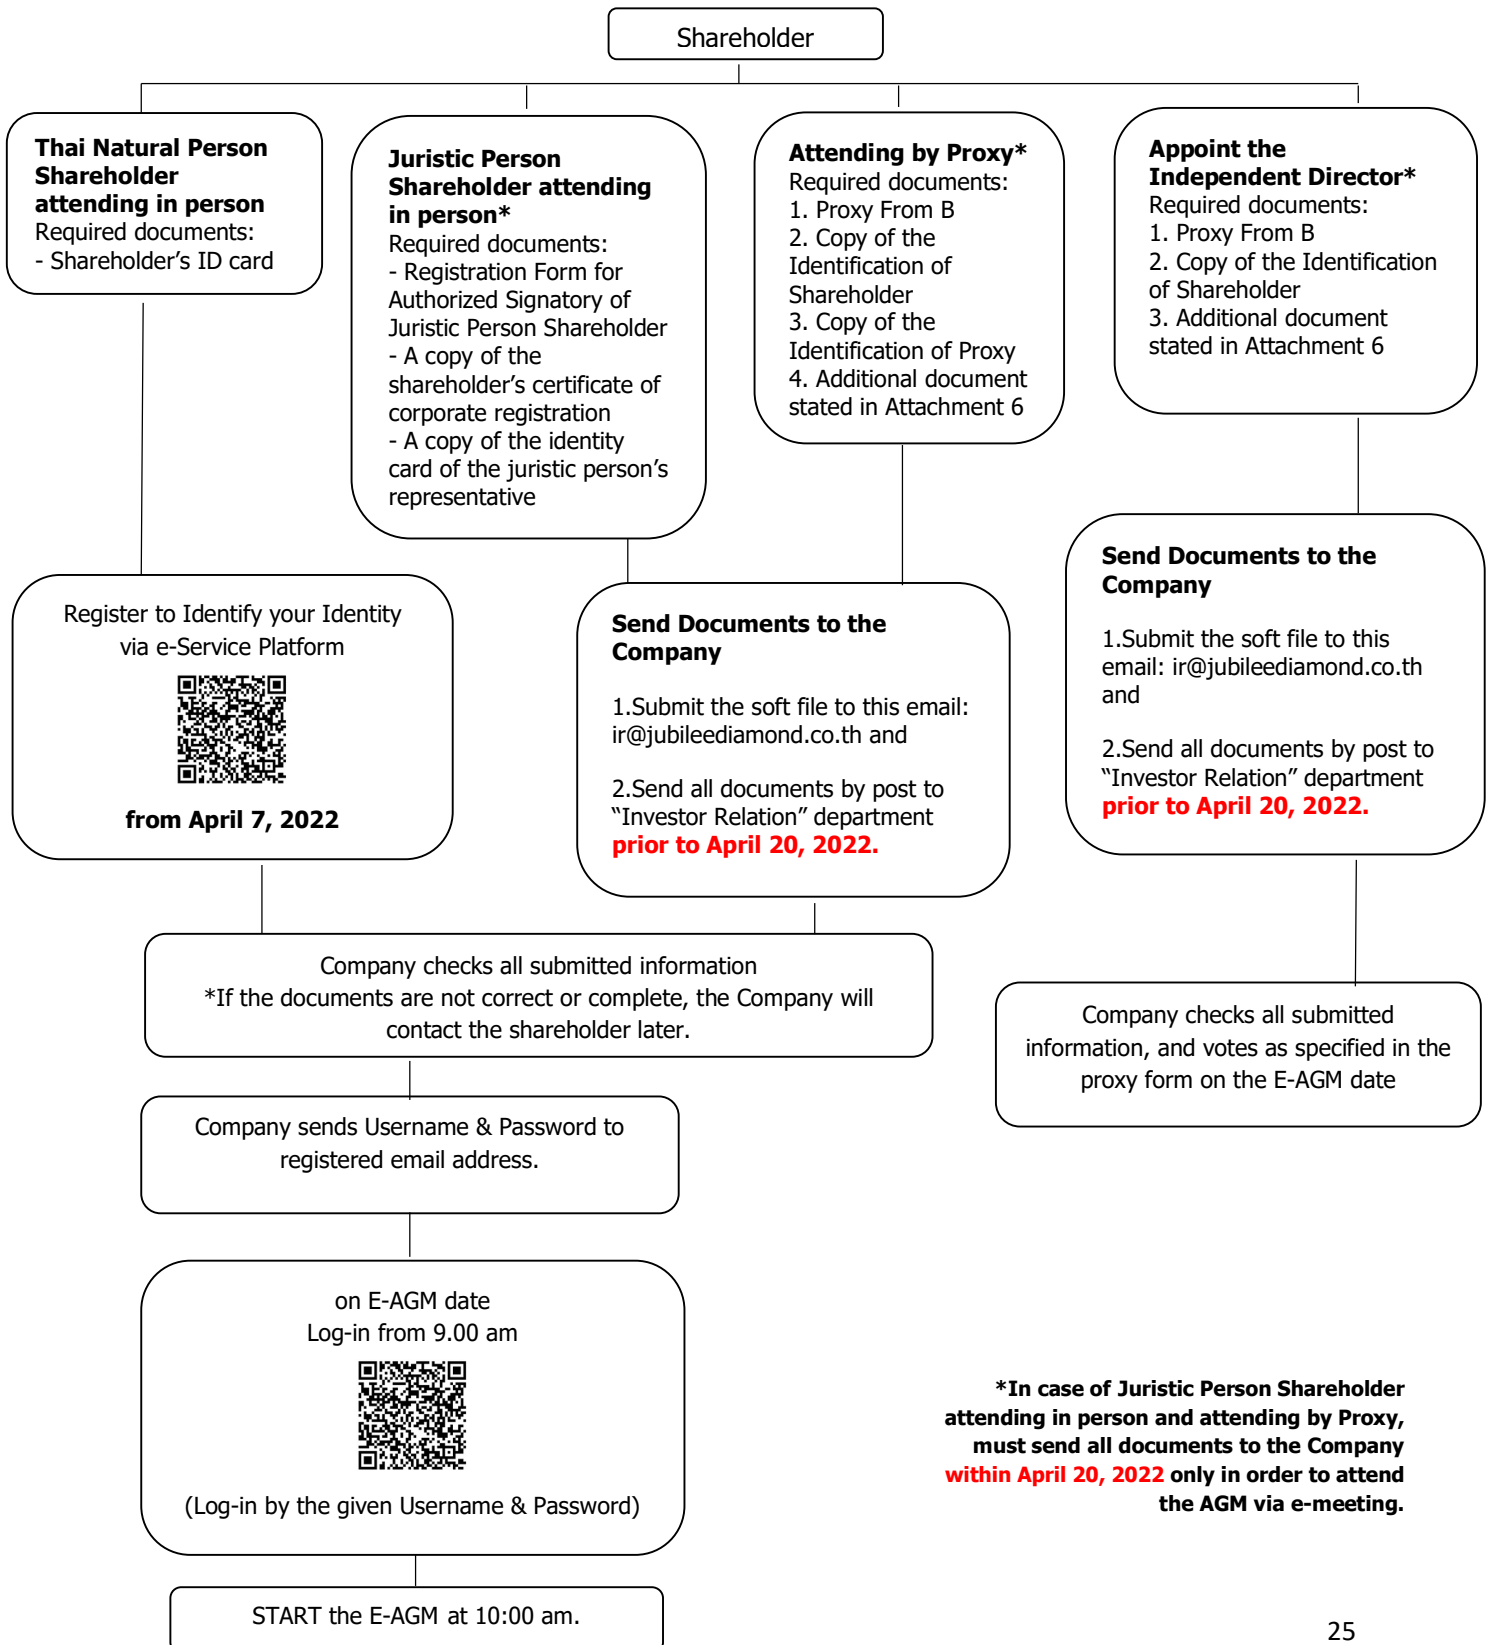 Shareholder
Thai Natural Person
Shareholder
attending in person
Required documents:
- Shareholder’s ID card
Juristic Person
Shareholder attending
in person*
Required documents:
- Registration Form for
Authorized Signatory of
Juristic Person Shareholder
- A copy of the
shareholder’s certificate of
corporate registration
- A copy of the identity
card of the juristic person’s
representative
Attending by Proxy*
Required documents:
1. Proxy From B
2. Copy of the
Identification of
Shareholder
3. Copy of the
Identification of Proxy
4. Additional document
stated in Attachment 6
Appoint the
Independent Director*
Required documents:
1. Proxy From B
2. Copy of the Identification
of Shareholder
3. Additional document
stated in Attachment 6
Register to Identify your Identity
via e-Service Platform
from April 7, 2022
Send Documents to the
Company
1.Submit the soft file to this email:
ir@jubileediamond.co.th and
2.Send all documents by post to
“Investor Relation” department
prior to April 20, 2022.
Send Documents to the
Company
1.Submit the soft file to this
email: ir@jubileediamond.co.th
and
2.Send all documents by post to
“Investor Relation” department
prior to April 20, 2022.
Company checks all submitted information
*If the documents are not correct or complete, the Company will
contact the shareholder later.
Company checks all submitted
information, and votes as specified in the
proxy form on the E-AGM date
Company sends Username & Password to
registered email address.
on E-AGM date
Log-in from 9.00 am
(Log-in by the given Username & Password)
*In case of Juristic Person Shareholder
attending in person and attending by Proxy,
must send all documents to the Company
within April 20, 2022 only in order to attend
the AGM via e-meeting.
START the E-AGM at 10:00 am.
25